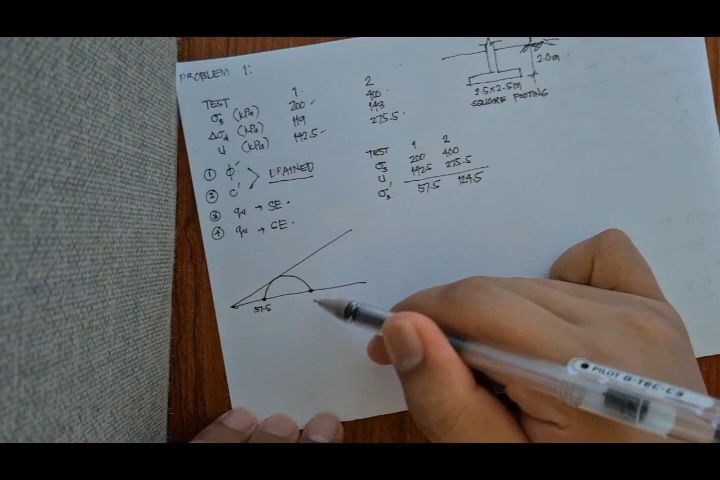 PROBLEM 1:
TEST 1 2
σ3 (kPa) 200 400
Δσd (kPa) 119 143
u (kPa) 142.5 275.5
① φ'
② c' DRAINED
③ qu → SE
④ qu → CE
2.0m
2.5x2.5m
SQUARE FOOTING
TEST 1 2
σ3 200 400
u 142.5 275.5
σ3' 57.5 124.5
57.5
PILOT G-TEC-C3